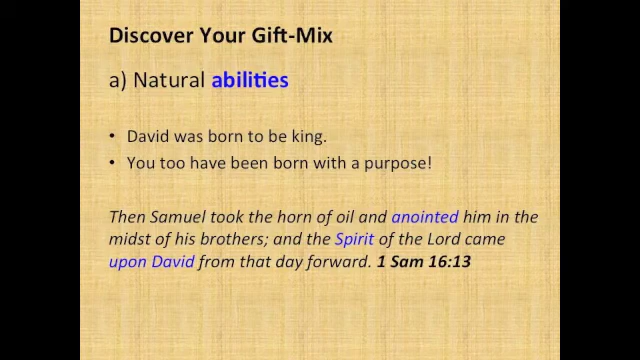 Discover Your Gift-Mix
a) Natural abilities
• David was born to be king.
• You too have been born with a purpose!
Then Samuel took the horn of oil and anointed him in the
midst of his brothers; and the Spirit of the Lord came
upon David from that day forward. 1 Sam 16:13